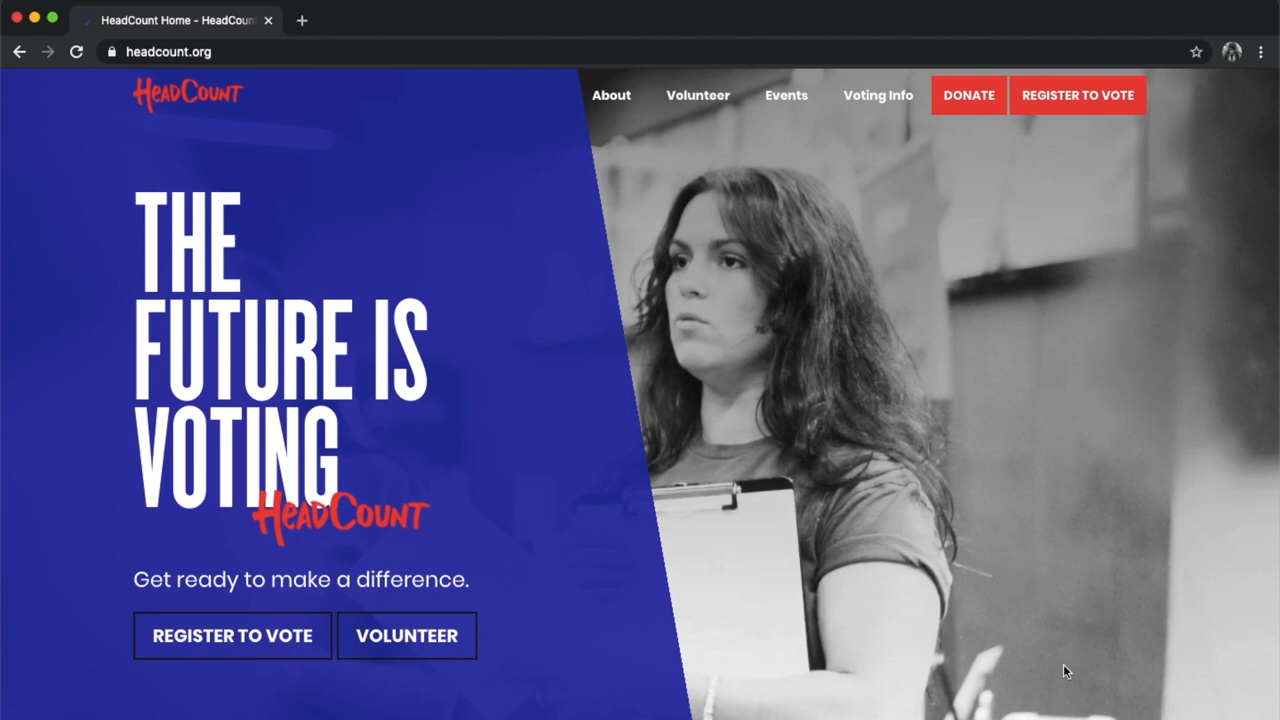 HeadCount Home - HeadCoun
headcount.org
HEADCOUNT
About
Volunteer
Events
Voting Info
DONATE
REGISTER TO VOTE
THE
FUTURE IS
VOTING
HEADCOUNT
Get ready to make a difference.
REGISTER TO VOTE
VOLUNTEER